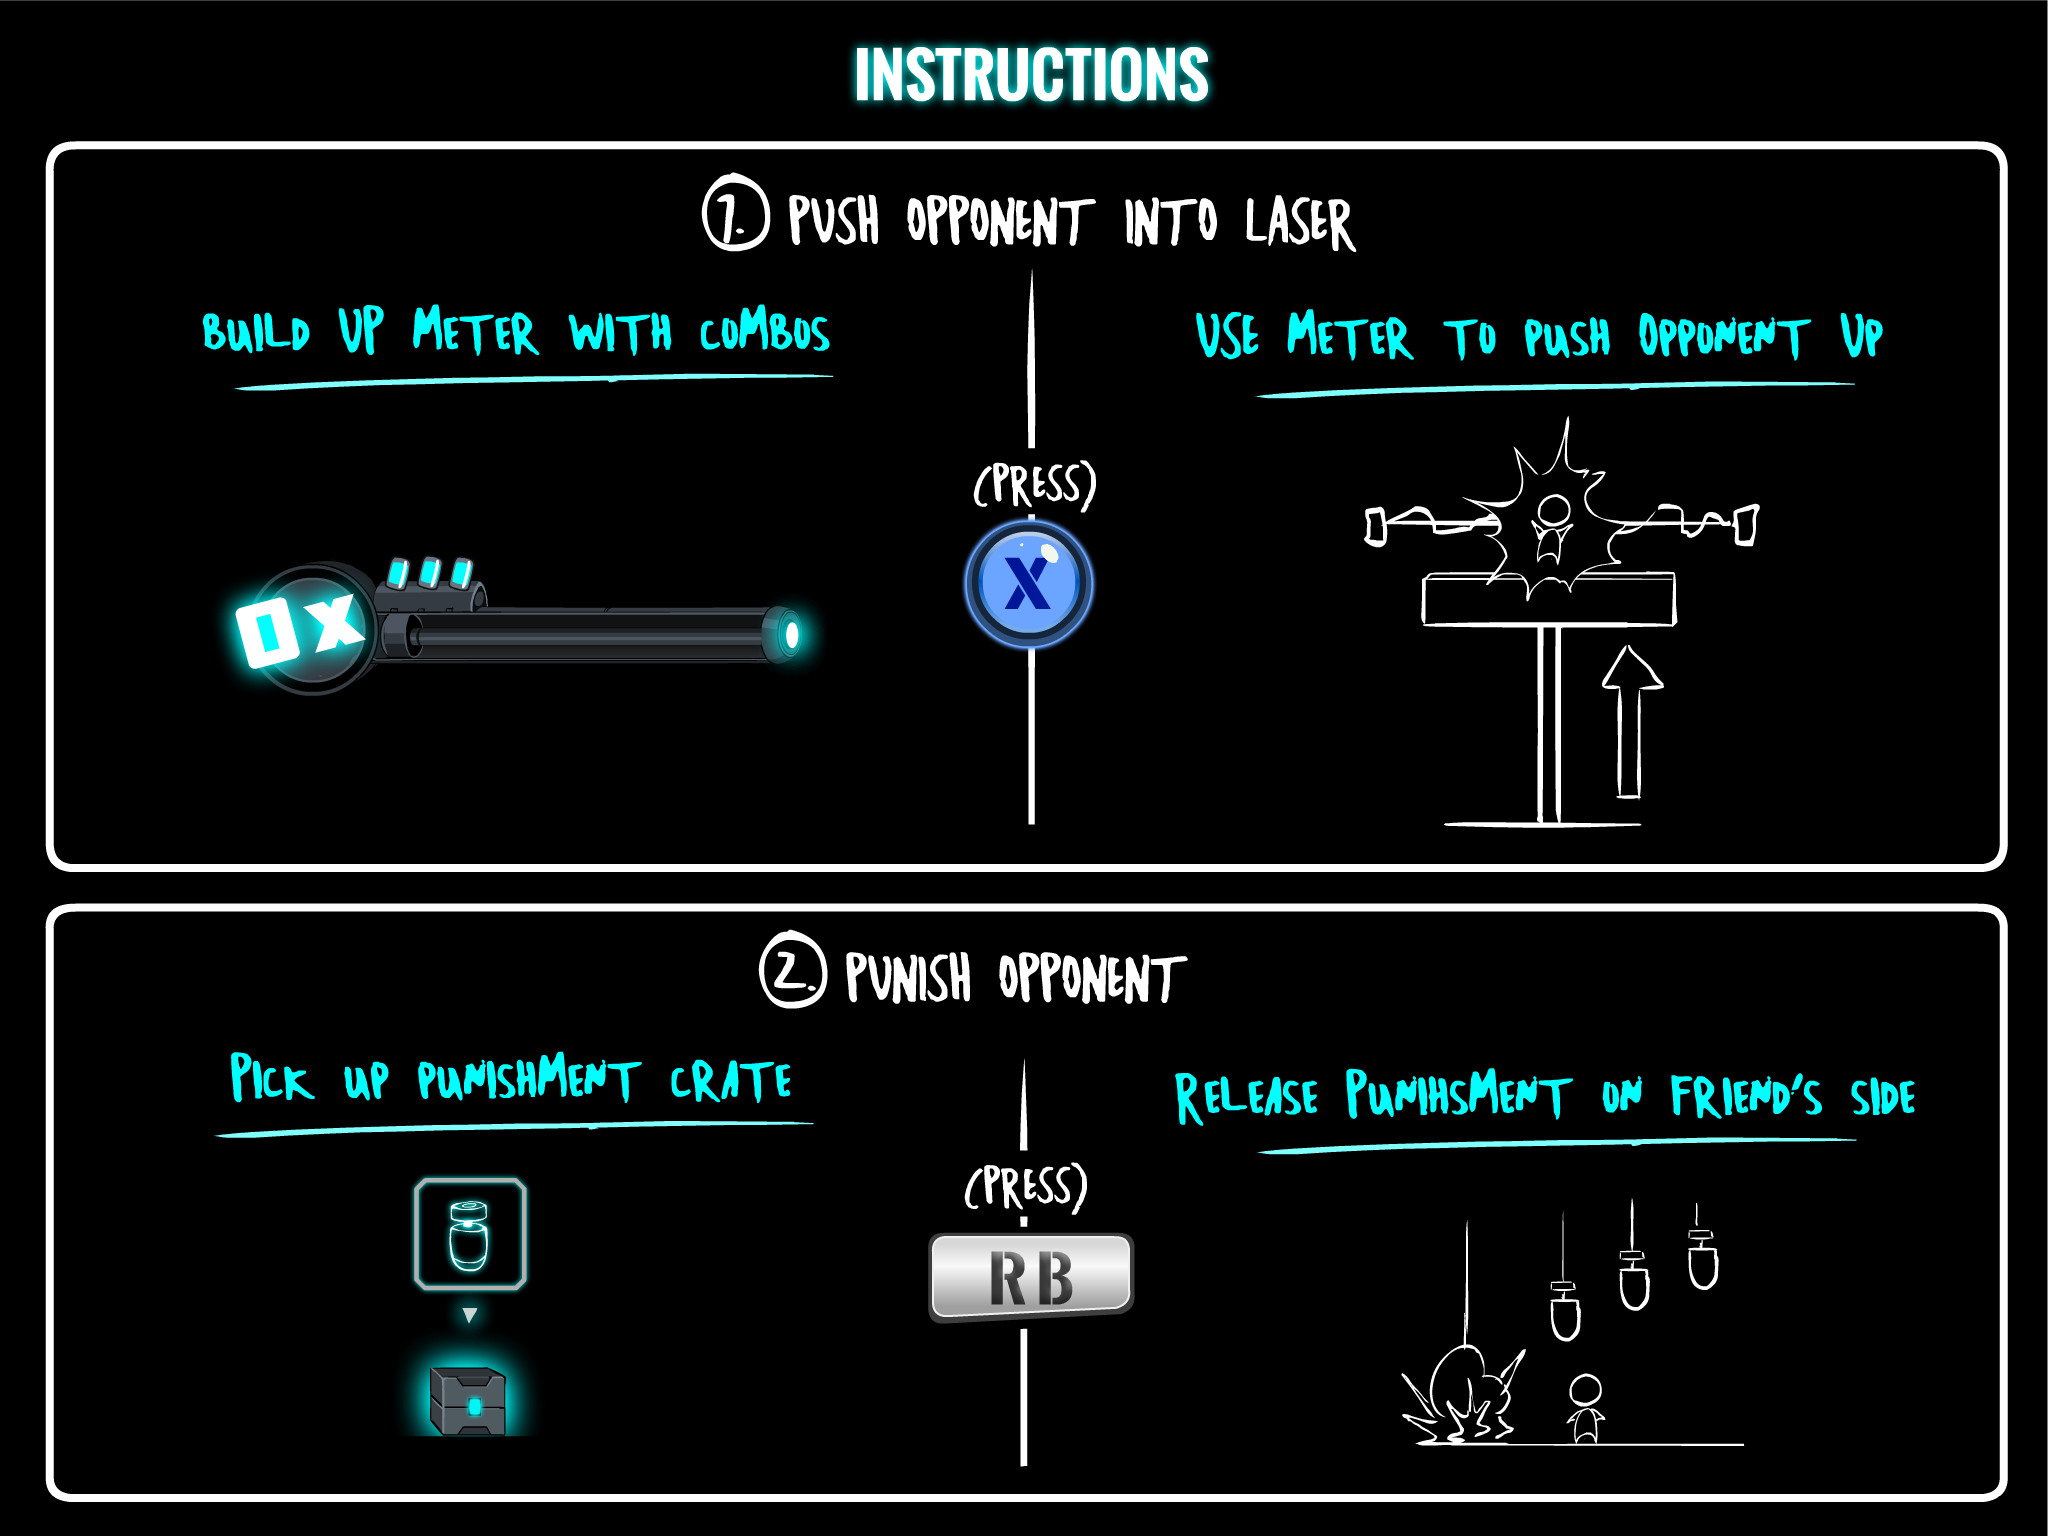 INSTRUCTIONS
1. PUSH OPPONENT INTO LASER
BUILD UP METER WITH COMBOS
USE METER TO PUSH OPPONENT UP
(PRESS)
X
0X
2. PUNISH OPPONENT
PICK UP PUNISHMENT CRATE
RELEASE PUNIHSMENT ON FRIEND'S SIDE
(PRESS)
RB